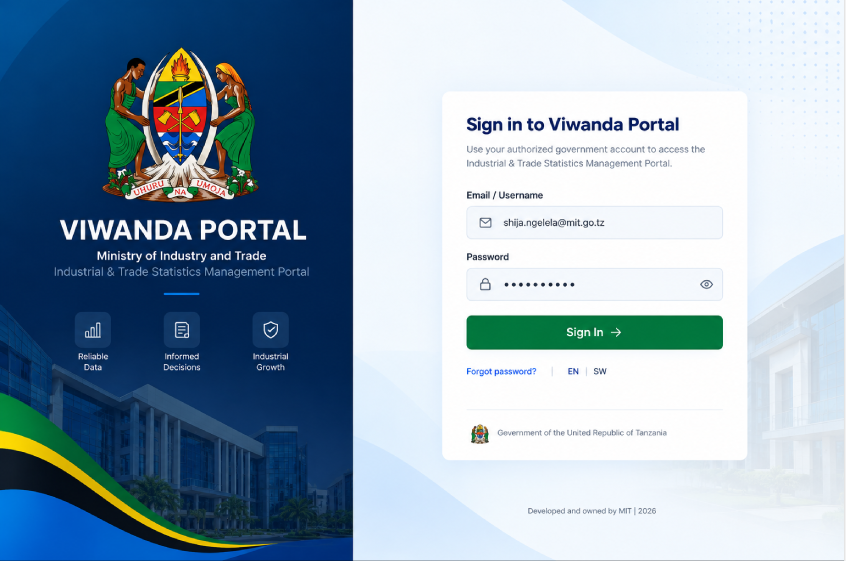 UHURU NA UMOJA
VIWANDA PORTAL
Ministry of Industry and Trade
Industrial & Trade Statistics Management Portal
Reliable
Data
Informed
Decisions
Industrial
Growth
Sign in to Viwanda Portal
Use your authorized government account to access the
Industrial & Trade Statistics Management Portal.
Email / Username
shija.ngelela@mit.go.tz
Password
Sign In →
Forgot password? | EN | SW
Government of the United Republic of Tanzania
Developed and owned by MIT | 2026